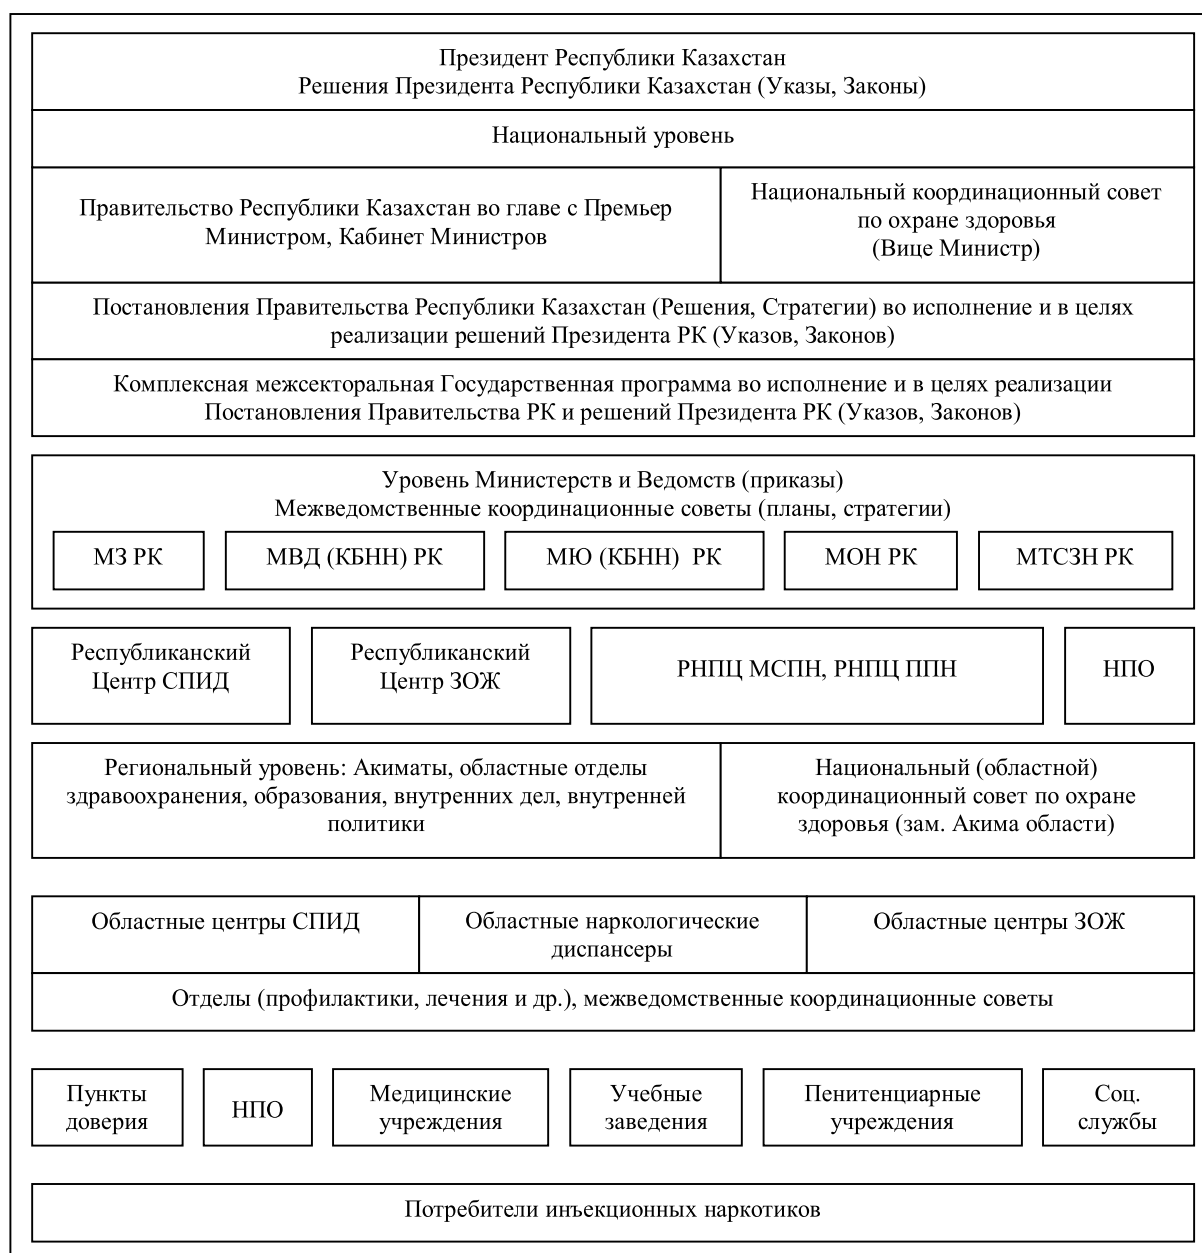 Президент Республики Казахстан
Решения Президента Республики Казахстан (Указы, Законы)
Национальный уровень
Правительство Республики Казахстан во главе с Премьер
Министром, Кабинет Министров
Национальный координационный совет
по охране здоровья
(Вице Министр)
Постановления Правительства Республики Казахстан (Решения, Стратегии) во исполнение и в целях
реализации решений Президента РК (Указов, Законов)
Комплексная межсекторальная Государственная программа во исполнение и в целях реализации
Постановления Правительства РК и решений Президента РК (Указов, Законов)
Уровень Министерств и Ведомств (приказы)
Межведомственные координационные советы (планы, стратегии)
МЗ РК
МВД (КБНН) РК
МЮ (КБНН) РК
МОН РК
МТСЗН РК
Республиканский
Центр СПИД
Республиканский
Центр ЗОЖ
РНПЦ МСПН, РНПЦ ППН
НПО
Региональный уровень: Акиматы, областные отделы
здравоохранения, образования, внутренних дел, внутренней
политики
Национальный (областной)
координационный совет по охране
здоровья (зам. Акима области)
Областные центры СПИД
Областные наркологические
диспансеры
Областные центры ЗОЖ
Отделы (профилактики, лечения и др.), межведомственные координационные советы
Пункты
доверия
НПО
Медицинские
учреждения
Учебные
заведения
Пенитенциарные
учреждения
Соц.
службы
Потребители инъекционных наркотиков